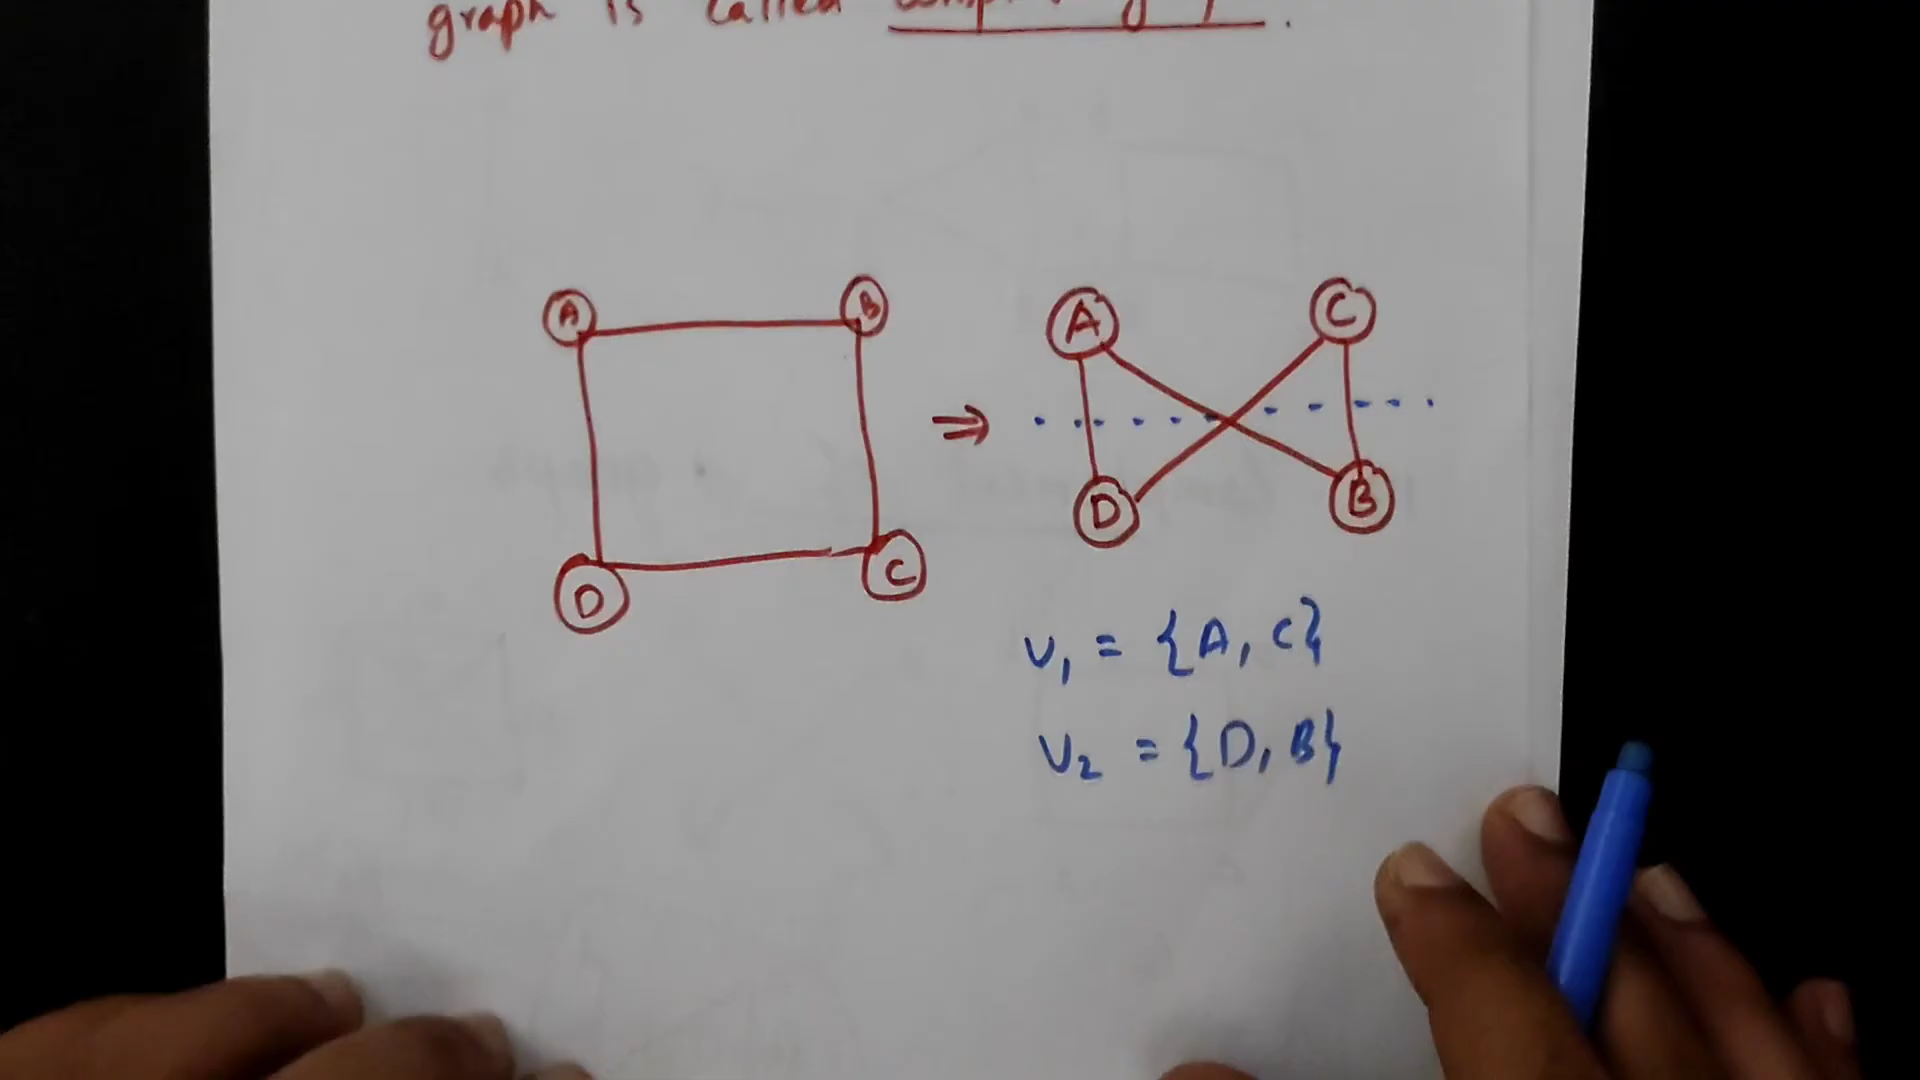 graph is called
A B
D C
⇒
A C
D B
V₁ = {A, C}
V₂ = {D, B}